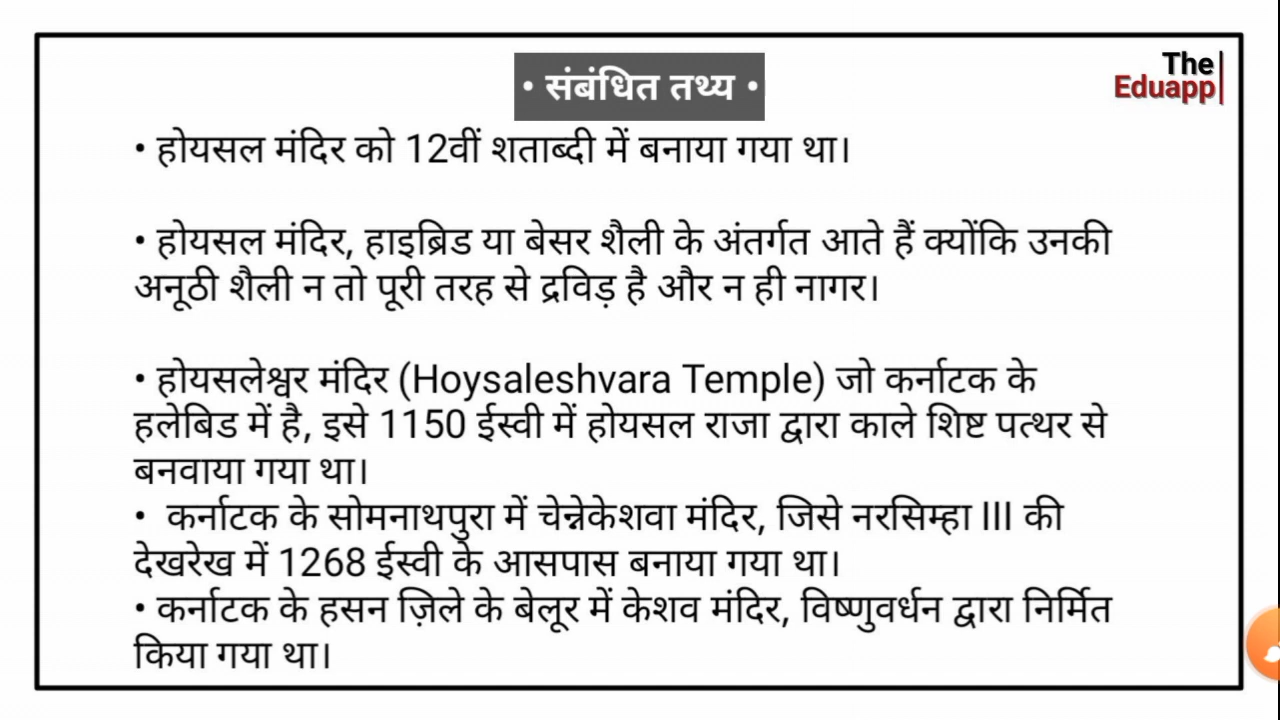 • संबंधित तथ्य •
The
Eduapp
• होयसल मंदिर को 12वीं शताब्दी में बनाया गया था।
• होयसल मंदिर, हाइब्रिड या बेसर शैली के अंतर्गत आते हैं क्योंकि उनकी
अनूठी शैली न तो पूरी तरह से द्रविड़ है और न ही नागर।
• होयसलेश्वर मंदिर (Hoysaleshvara Temple) जो कर्नाटक के
हलेबिड में है, इसे 1150 ईस्वी में होयसल राजा द्वारा काले शिष्ट पत्थर से
बनवाया गया था।
• कर्नाटक के सोमनाथपुरा में चेन्नेकेशवा मंदिर, जिसे नरसिम्हा III की
देखरेख में 1268 ईस्वी के आसपास बनाया गया था।
• कर्नाटक के हसन ज़िले के बेलूर में केशव मंदिर, विष्णुवर्धन द्वारा निर्मित
किया गया था।